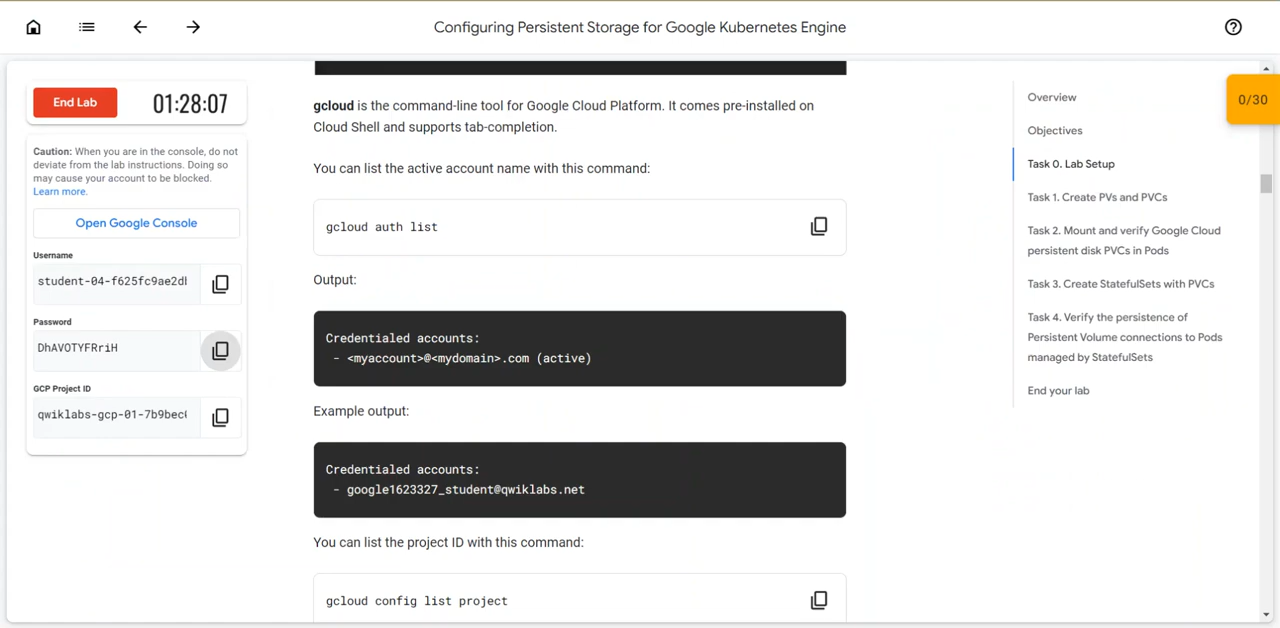 Configuring Persistent Storage for Google Kubernetes Engine
End Lab
01:28:07
Caution: When you are in the console, do not
deviate from the lab instructions. Doing so
may cause your account to be blocked.
Learn more.
Open Google Console
Username
student-04-f625fc9ae2d
Password
DhAVOTYFRriH
GCP Project ID
qwiklabs-gcp-01-7b9bec
gcloud is the command-line tool for Google Cloud Platform. It comes pre-installed on
Cloud Shell and supports tab-completion.
You can list the active account name with this command:
gcloud auth list
Output:
Credentialed accounts:
- <myaccount>@<mydomain>.com (active)
Example output:
Credentialed accounts:
- google1623327_student@qwiklabs.net
You can list the project ID with this command:
gcloud config list project
Overview
Objectives
Task 0. Lab Setup
Task 1. Create PVs and PVCs
Task 2. Mount and verify Google Cloud
persistent disk PVCs in Pods
Task 3. Create StatefulSets with PVCs
Task 4. Verify the persistence of
Persistent Volume connections to Pods
managed by StatefulSets
End your lab
0/30